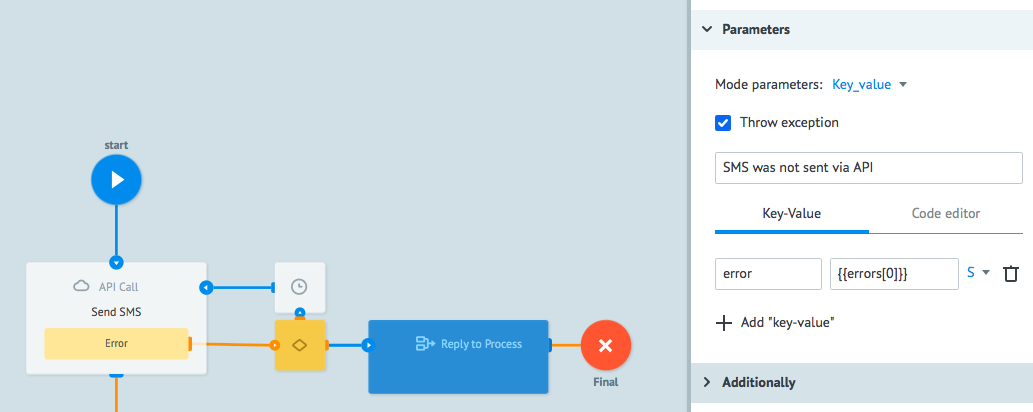 start
API Call
Send SMS
Error
Reply to Process
Final
Parameters
Mode parameters: Key_value
Throw exception
SMS was not sent via API
Key-Value Code editor
error {{errors[0]}} S
Add "key-value"
Additionally